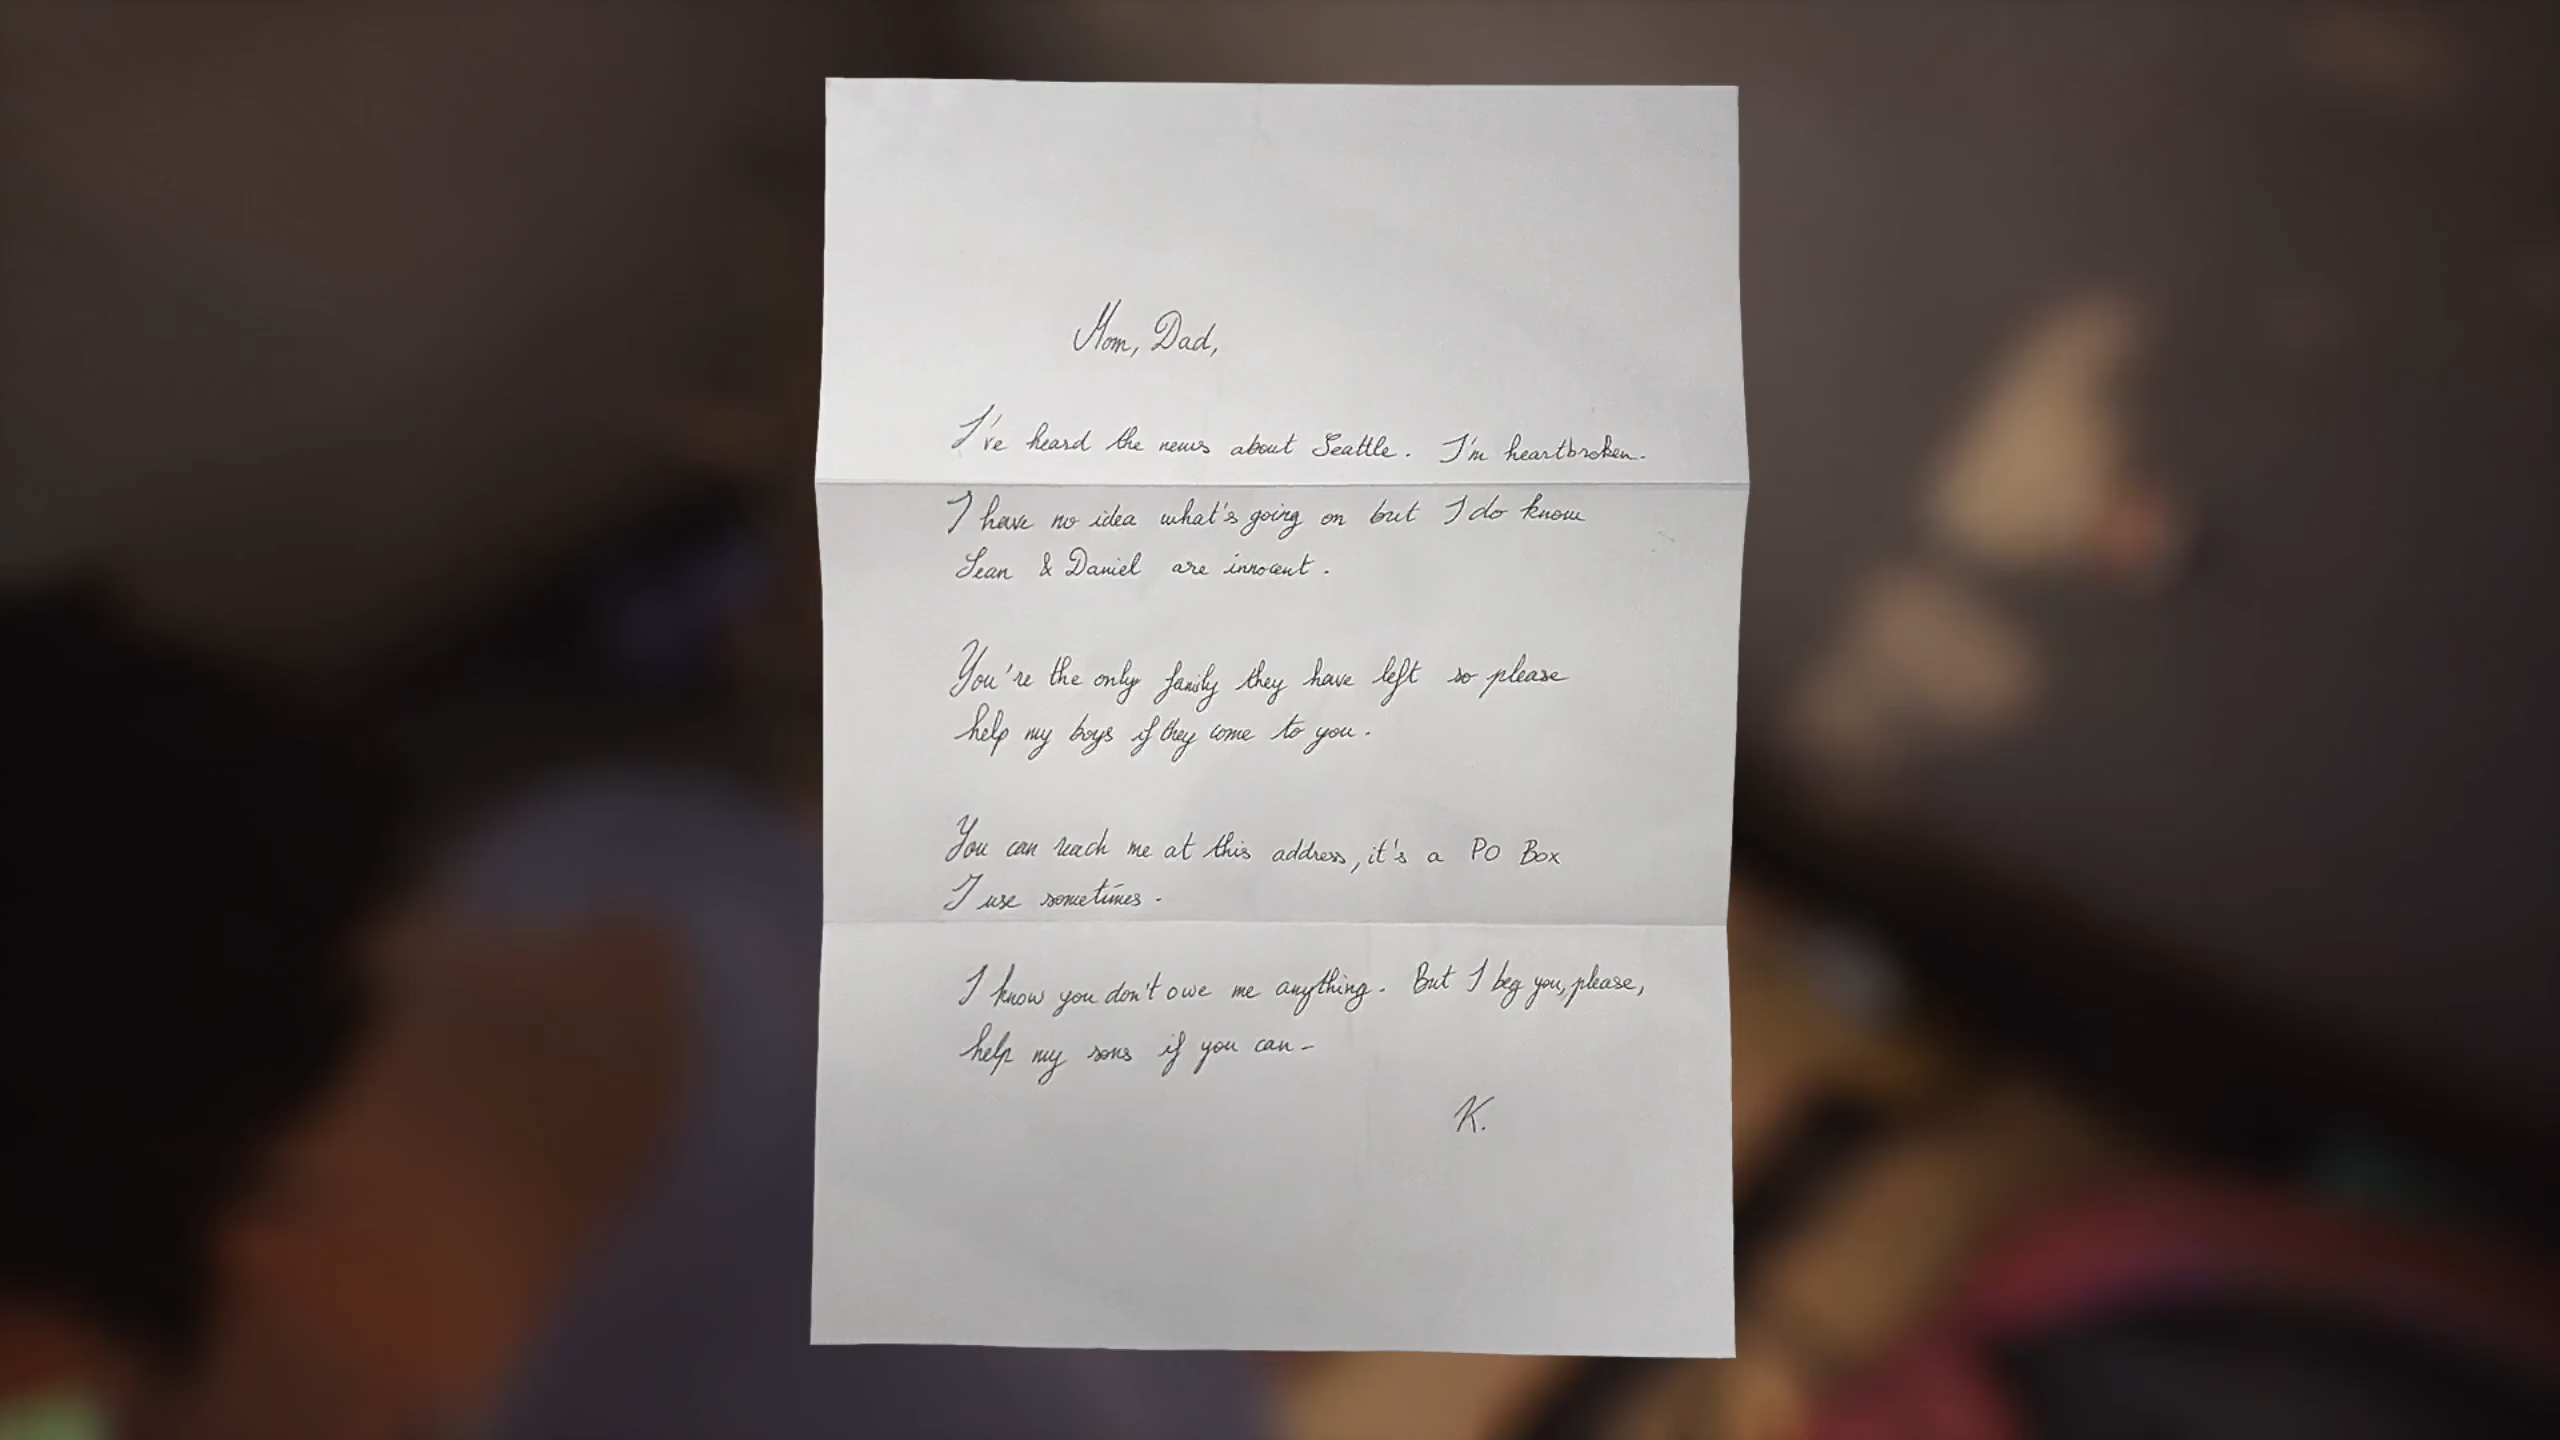 Mom, Dad,
I've heard the news about Seattle. I'm heartbroken.
I have no idea what's going on but I do know
Sean & Daniel are innocent.
You're the only family they have left so please
help my boys if they come to you.
You can reach me at this address, it's a PO Box
I use sometimes.
I know you don't owe me anything. But I beg you, please,
help my sons if you can-
K.